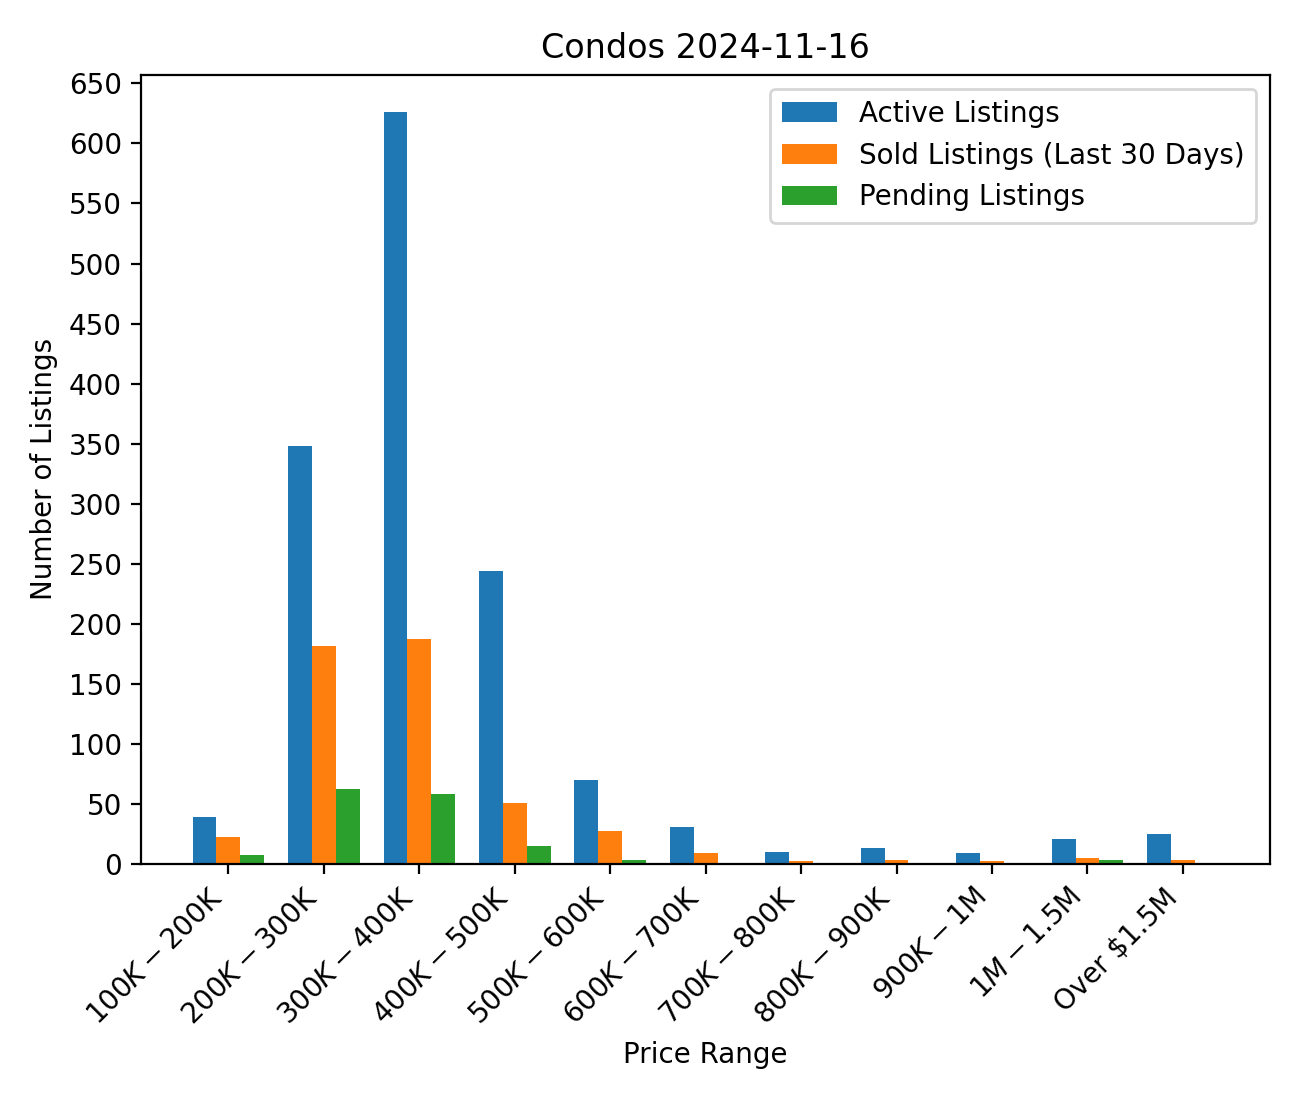 Condos 2024-11-16
650
600
550
500
450
400
350
300
250
200
150
100
50
0
Number of Listings
Active Listings
Sold Listings (Last 30 Days)
Pending Listings
100K − 200K
200K − 300K
300K − 400K
400K − 500K
500K − 600K
600K − 700K
700K − 800K
800K − 900K
900K − 1M
1M − 1.5M
Over $1.5M
Price Range